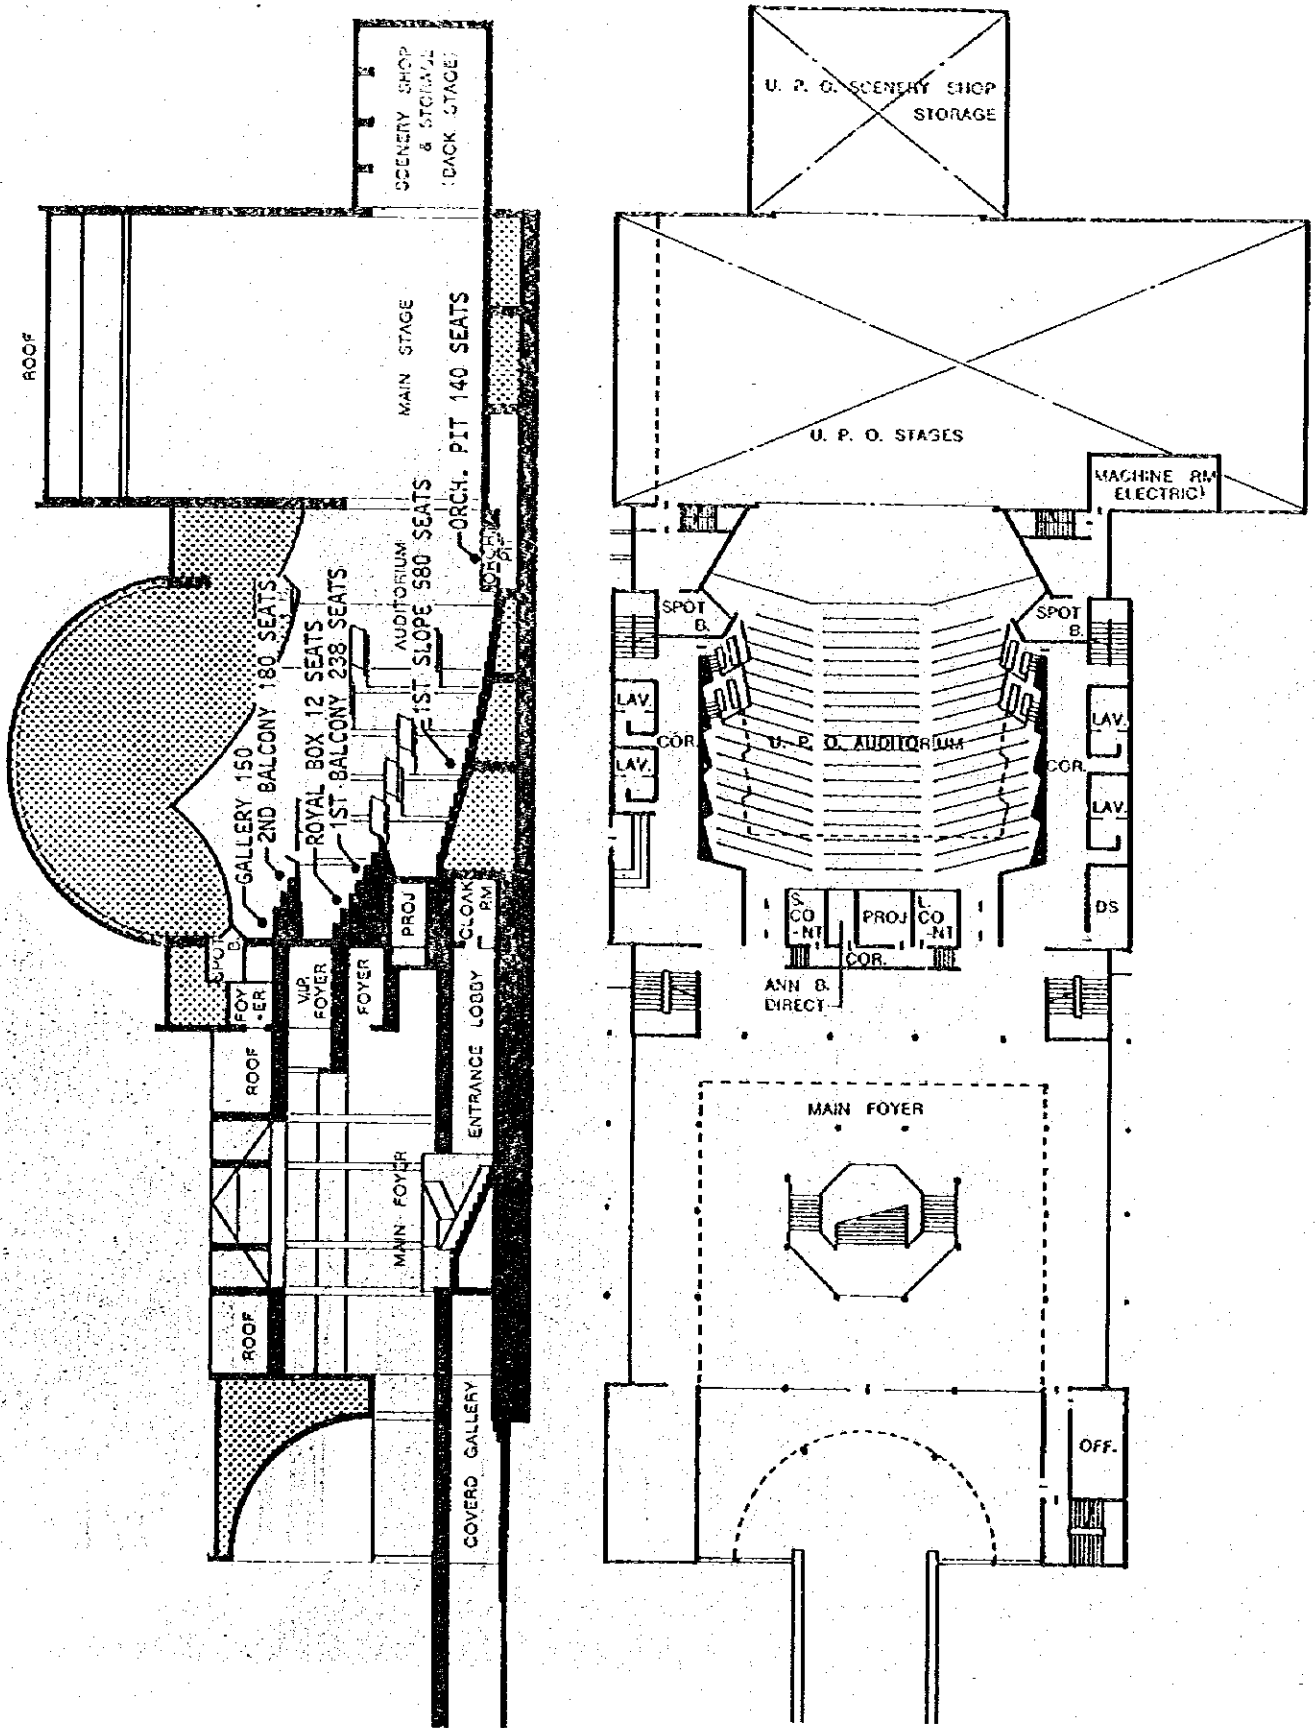 SCENERY SHOP
& STORAGE
(BACK STAGE)
ROOF
MAIN STAGE
ORCH. PIT 140 SEATS
ORCH.
PIT
AUDITORIUM
1ST SLOPE 580 SEATS
GALLERY 150
2ND BALCONY 180 SEATS
ROYAL BOX 12 SEATS
1ST BALCONY 238 SEATS
SPOT
B.
FOY
-ER
V.I.P.
FOYER
FOYER
PROJ
CLOAK
RM
ENTRANCE LOBBY
ROOF
MAIN FOYER
ROOF
COVERD GALLERY
U. P. O. SCENERY SHOP
STORAGE
U. P. O. STAGES
MACHINE RM
ELECTRIC)
SPOT
B.
SPOT
B.
LAV.
LAV.
COR.
U. P. O. AUDITORIUM
COR.
LAV.
LAV.
DS
S.
CO
-NT
PROJ
L.
CO
-NT
COR.
ANN B.
DIRECT
MAIN FOYER
OFF.